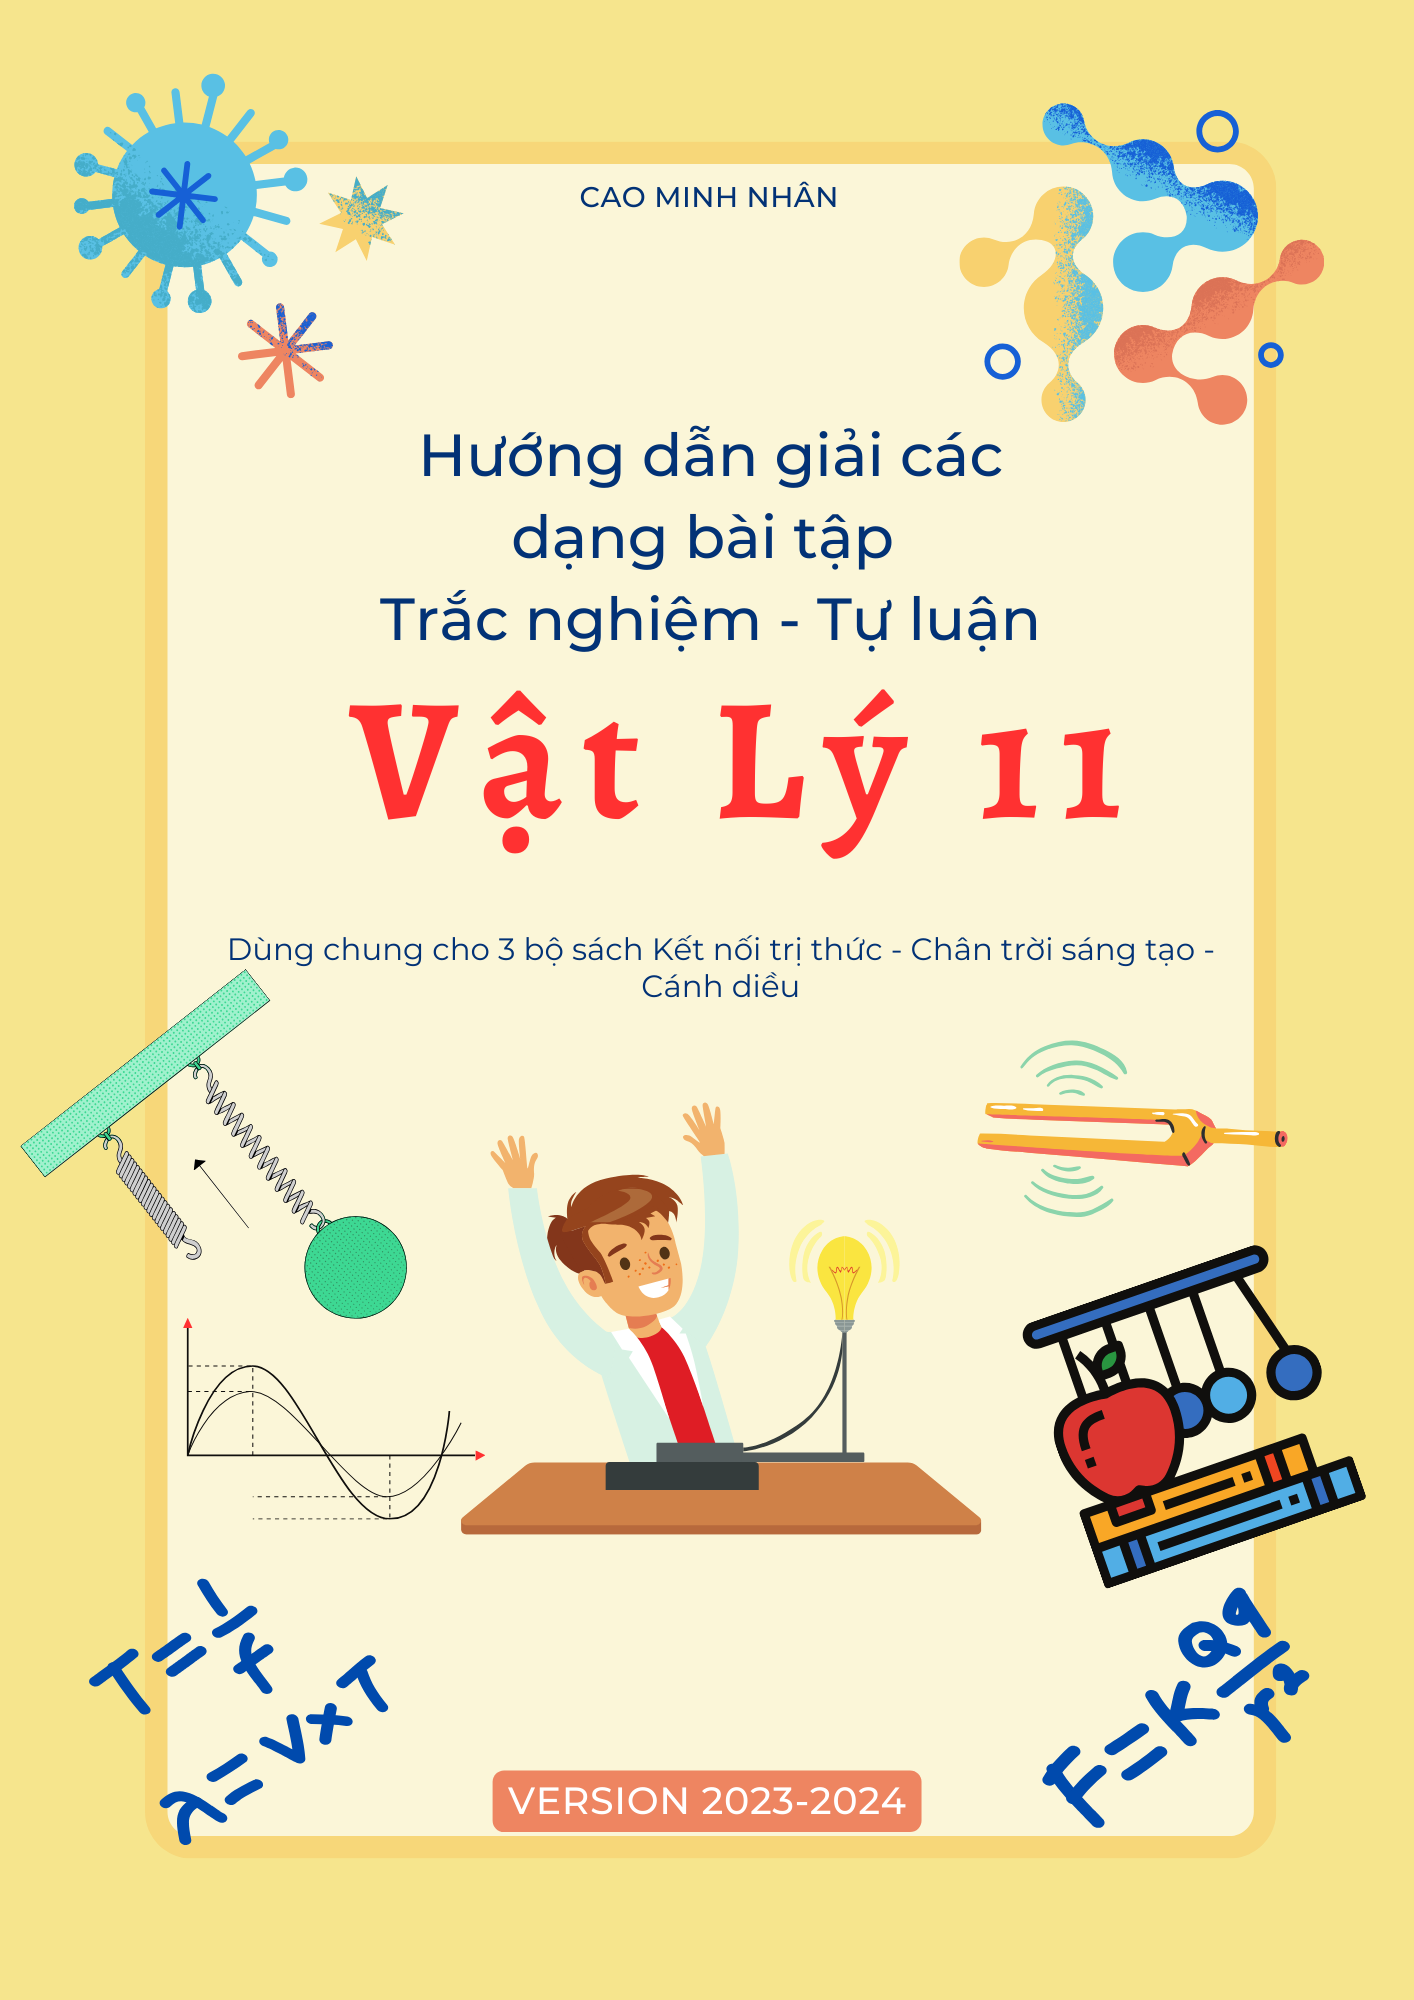 CAO MINH NHÂN
Hướng dẫn giải các
dạng bài tập
Trắc nghiệm - Tự luận
Vật Lý 11
Dùng chung cho 3 bộ sách Kết nối trị thức - Chân trời sáng tạo -
Cánh diều
T=1/f
λ=v×T
F=K Qq/r²
VERSION 2023-2024